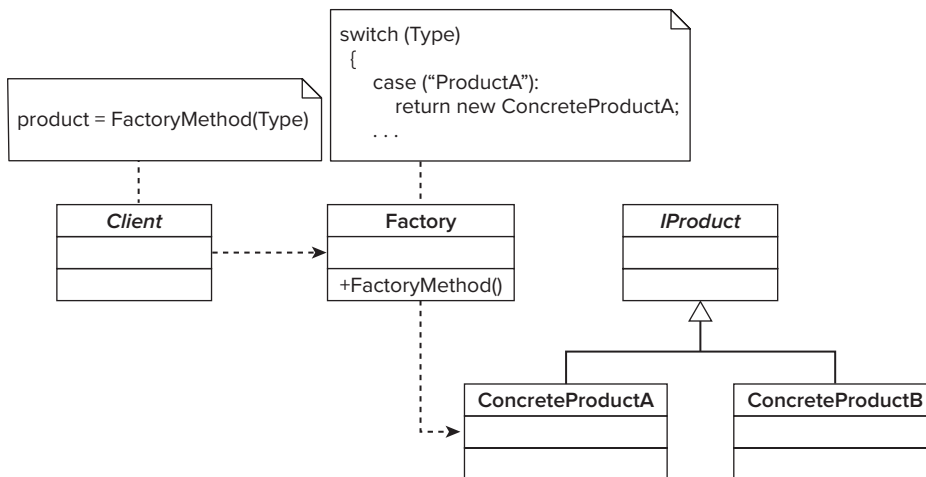 switch (Type)
{
case (“ProductA”):
return new ConcreteProductA;
. . .
product = FactoryMethod(Type)
Client
Factory
+FactoryMethod()
IProduct
ConcreteProductA
ConcreteProductB